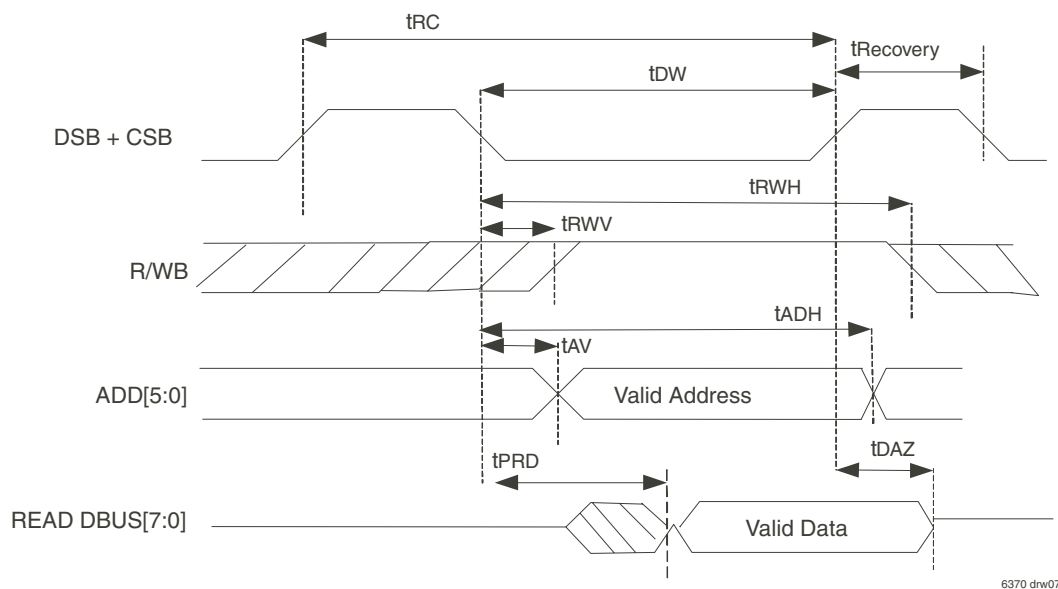 tRC
tRecovery
tDW
DSB + CSB
tRWH
tRWV
R/WB
tADH
tAV
ADD[5:0]
Valid Address
tDAZ
tPRD
READ DBUS[7:0]
Valid Data
6370 drw07